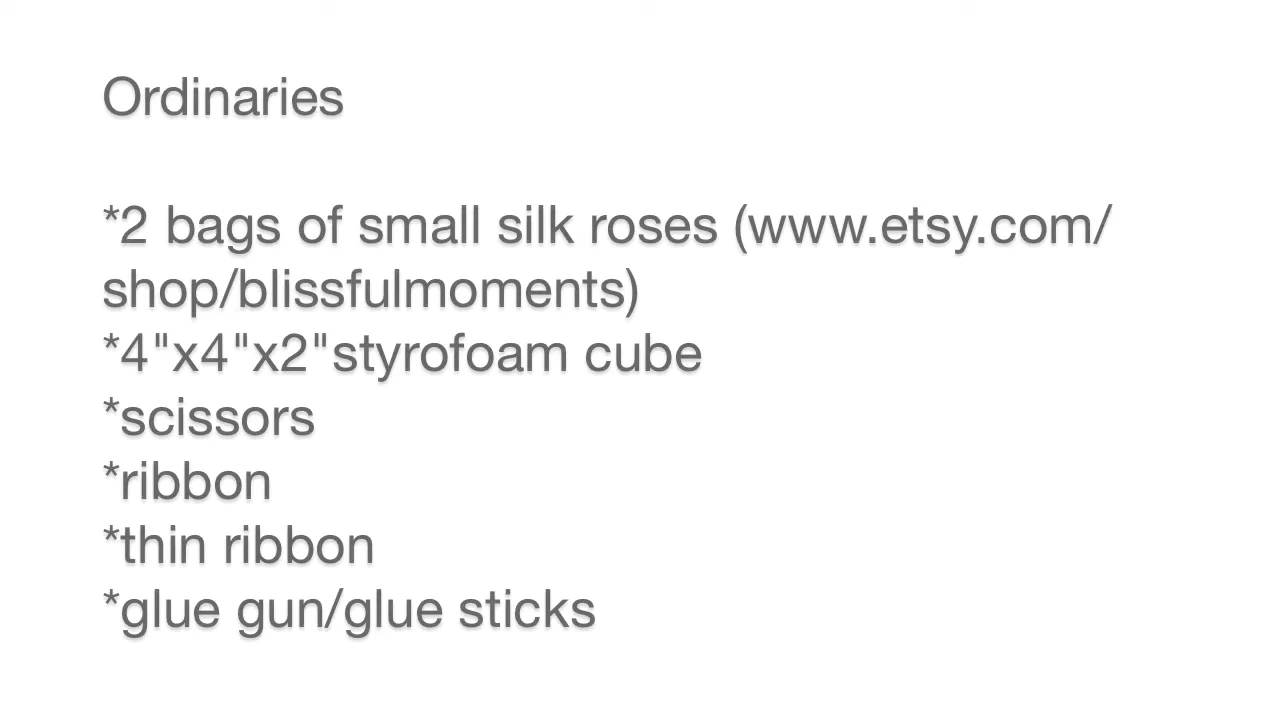 Ordinaries
*2 bags of small silk roses (www.etsy.com/
shop/blissfulmoments)
*4"x4"x2"styrofoam cube
*scissors
*ribbon
*thin ribbon
*glue gun/glue sticks